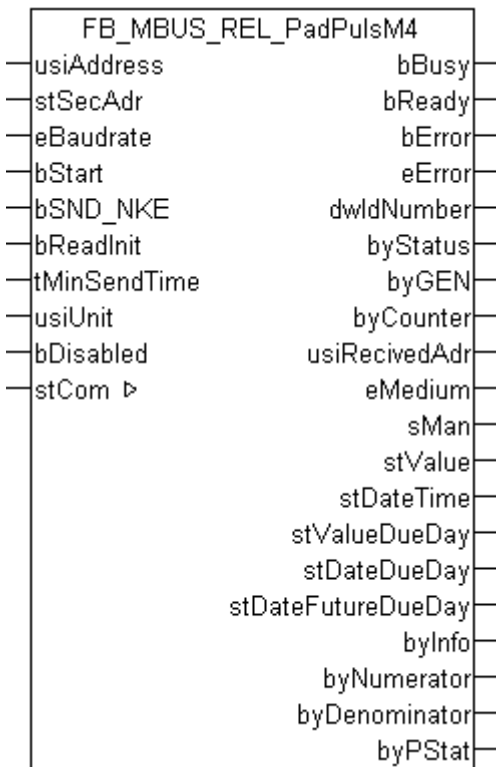 FB_MBUS_REL_PadPulsM4
usiAddress bBusy
stSecAdr bReady
eBaudrate bError
bStart eError
bSND_NKE dwIdNumber
bReadInit byStatus
tMinSendTime byGEN
usiUnit byCounter
bDisabled usiRecivedAdr
stCom ▷ eMedium
sMan
stValue
stDateTime
stValueDueDay
stDateDueDay
stDateFutureDueDay
byInfo
byNumerator
byDenominator
byPStat